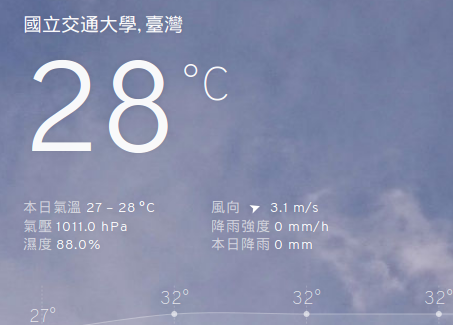 國立交通大學, 臺灣
28 °C
本日氣溫 27 – 28 °C
風向 3.1 m/s
氣壓 1011.0 hPa
降雨強度 0 mm/h
濕度 88.0%
本日降雨 0 mm
27° 32° 32° 32°